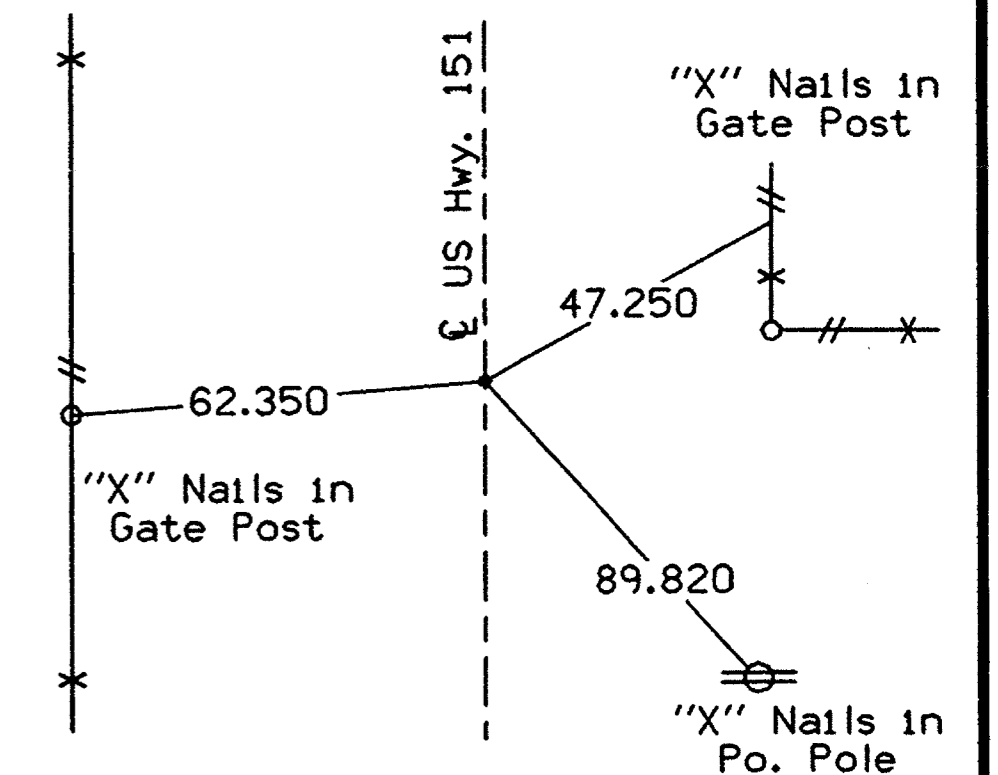 ℄ US Hwy. 151
"X" Nails in
Gate Post
47.250
62.350
"X" Nails in
Gate Post
89.820
"X" Nails in
Po. Pole